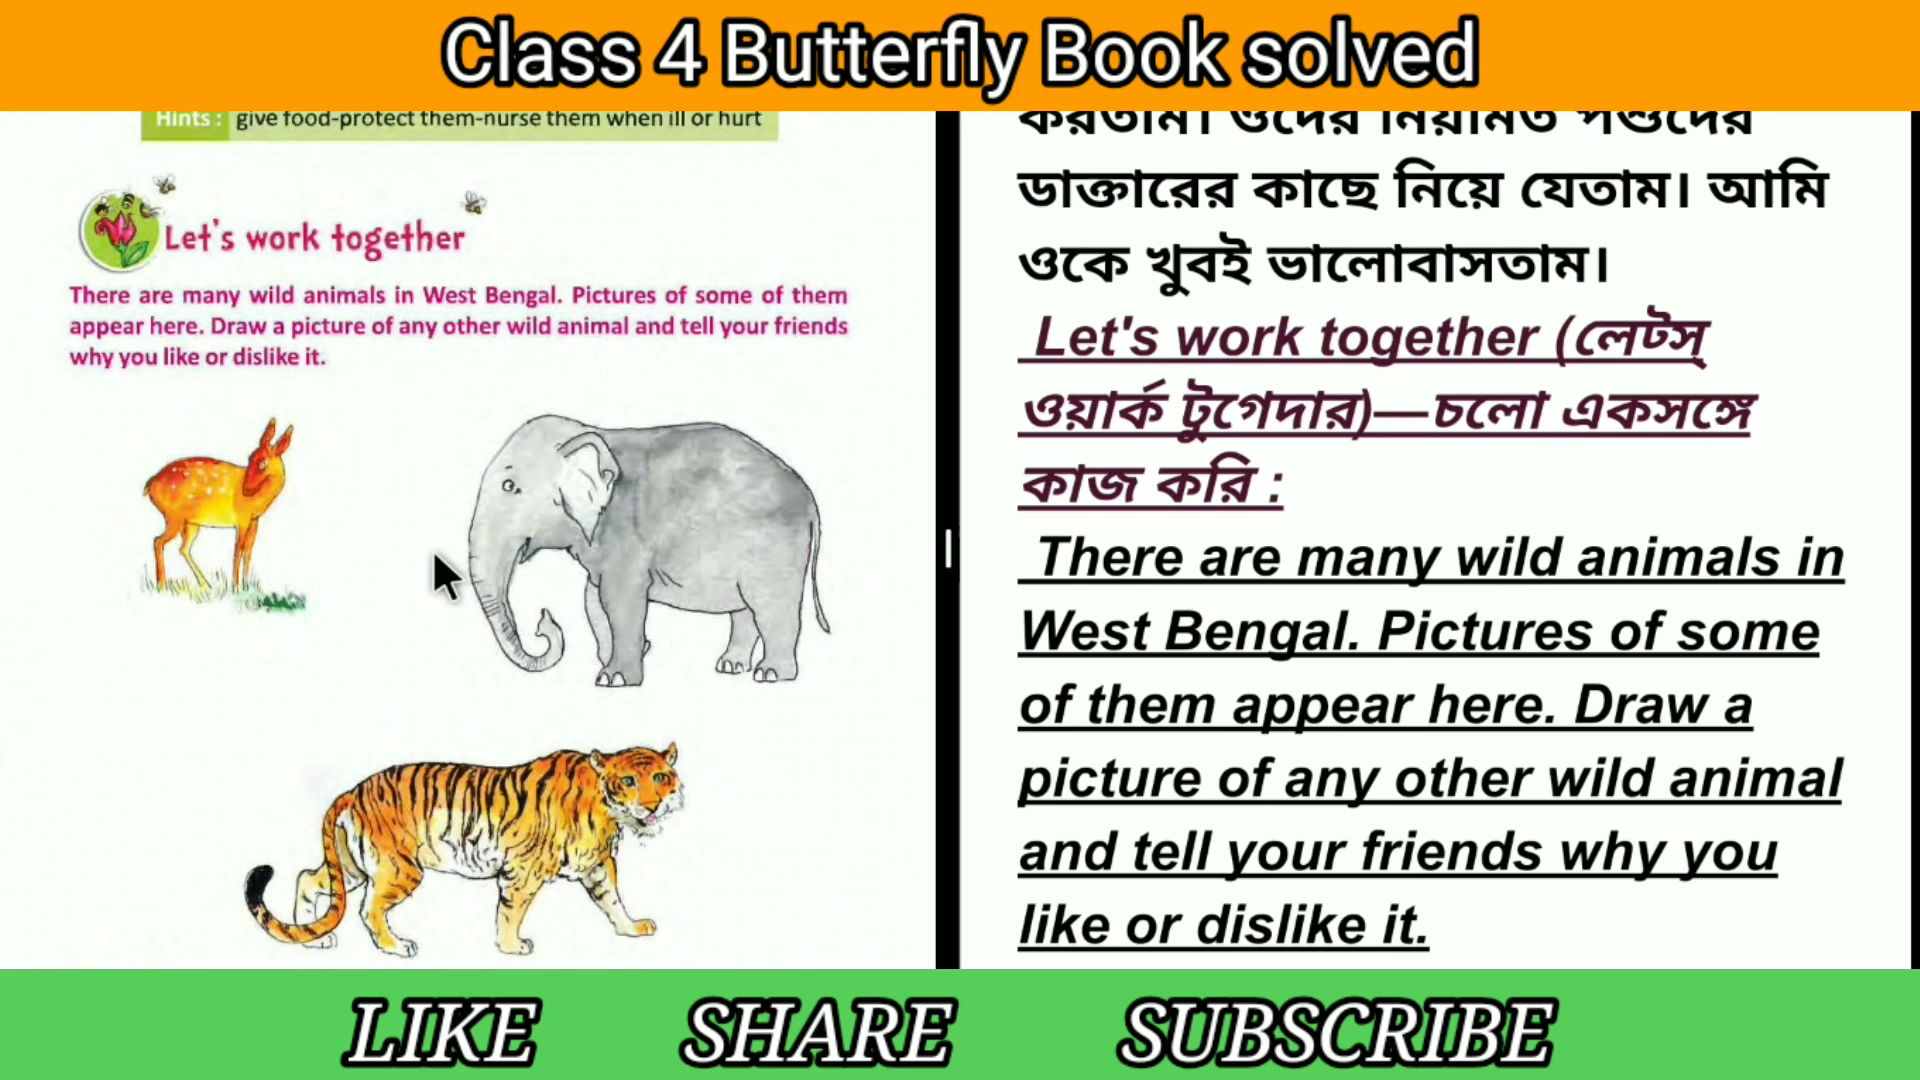 Class 4 Butterfly Book solved
Hints : give food-protect them-nurse them when ill or hurt
Let's work together
There are many wild animals in West Bengal. Pictures of some of them
appear here. Draw a picture of any other wild animal and tell your friends
why you like or dislike it.
করতাম। ওদের নিয়মিত পশুদের
ডাক্তারের কাছে নিয়ে যেতাম। আমি
ওকে খুবই ভালোবাসতাম।
Let's work together (লেটস্
ওয়ার্ক টুগেদার)—চলো একসঙ্গে
কাজ করি :
There are many wild animals in
West Bengal. Pictures of some
of them appear here. Draw a
picture of any other wild animal
and tell your friends why you
like or dislike it.
LIKE SHARE SUBSCRIBE